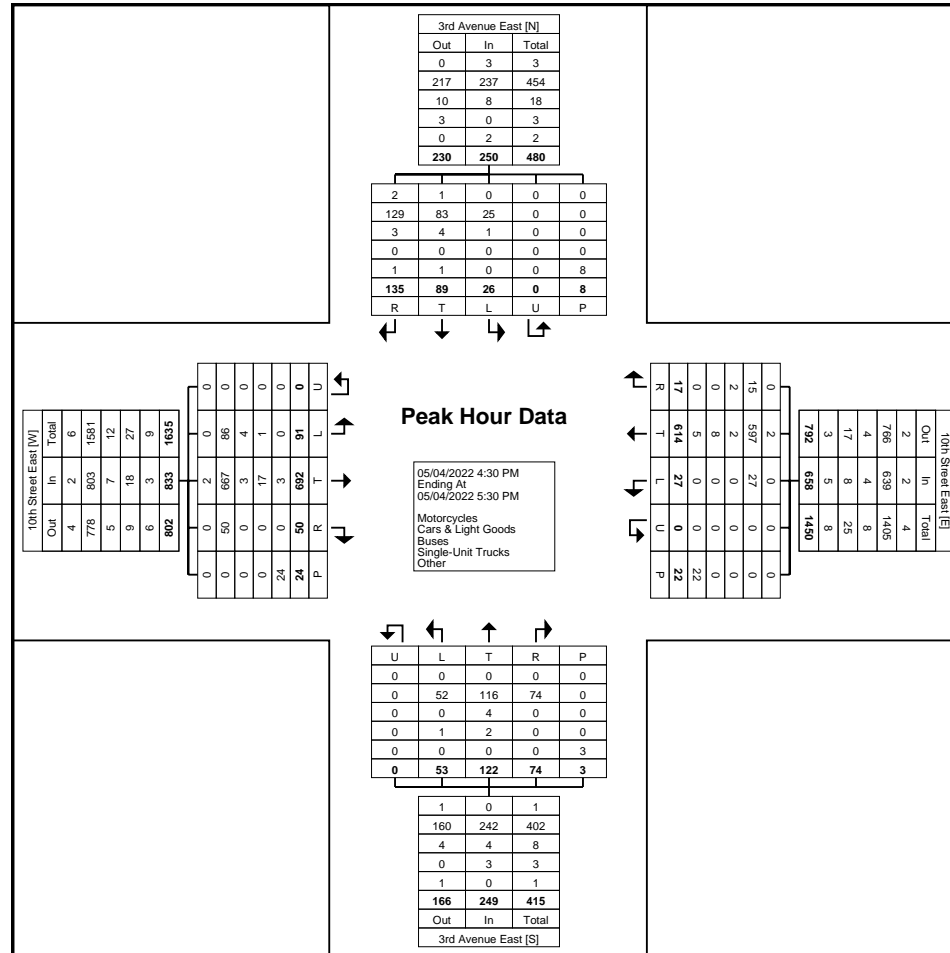 3rd Avenue East [N]
Out In Total
0 3 3
217 237 454
10 8 18
3 0 3
0 2 2
230 250 480
2 1 0 0 0
129 83 25 0 0
3 4 1 0 0
0 0 0 0 0
1 1 0 0 8
135 89 26 0 8
R T L U P
10th Street East [W]
Out In Total
4 2 6
778 803 1581
5 7 12
9 18 27
6 3 9
802 833 1635
0 0 2 0 0
0 50 667 86 0
0 0 3 4 0
0 0 17 1 0
24 0 3 0 0
24 50 692 91 0
P R T L U
Peak Hour Data
05/04/2022 4:30 PM
Ending At
05/04/2022 5:30 PM
Motorcycles
Cars & Light Goods
Buses
Single-Unit Trucks
Other
10th Street East [E]
Out In Total
2 2 4
766 639 1405
4 4 8
17 8 25
3 5 8
792 658 1450
0 2 0 0 0
15 597 27 0 0
2 2 0 0 0
0 8 0 0 0
0 5 0 0 22
17 614 27 0 22
R T L U P
U L T R P
0 0 0 0 0
0 52 116 74 0
0 0 4 0 0
0 1 2 0 0
0 0 0 0 3
0 53 122 74 3
1 0 1
160 242 402
4 4 8
0 3 3
1 0 1
166 249 415
Out In Total
3rd Avenue East [S]